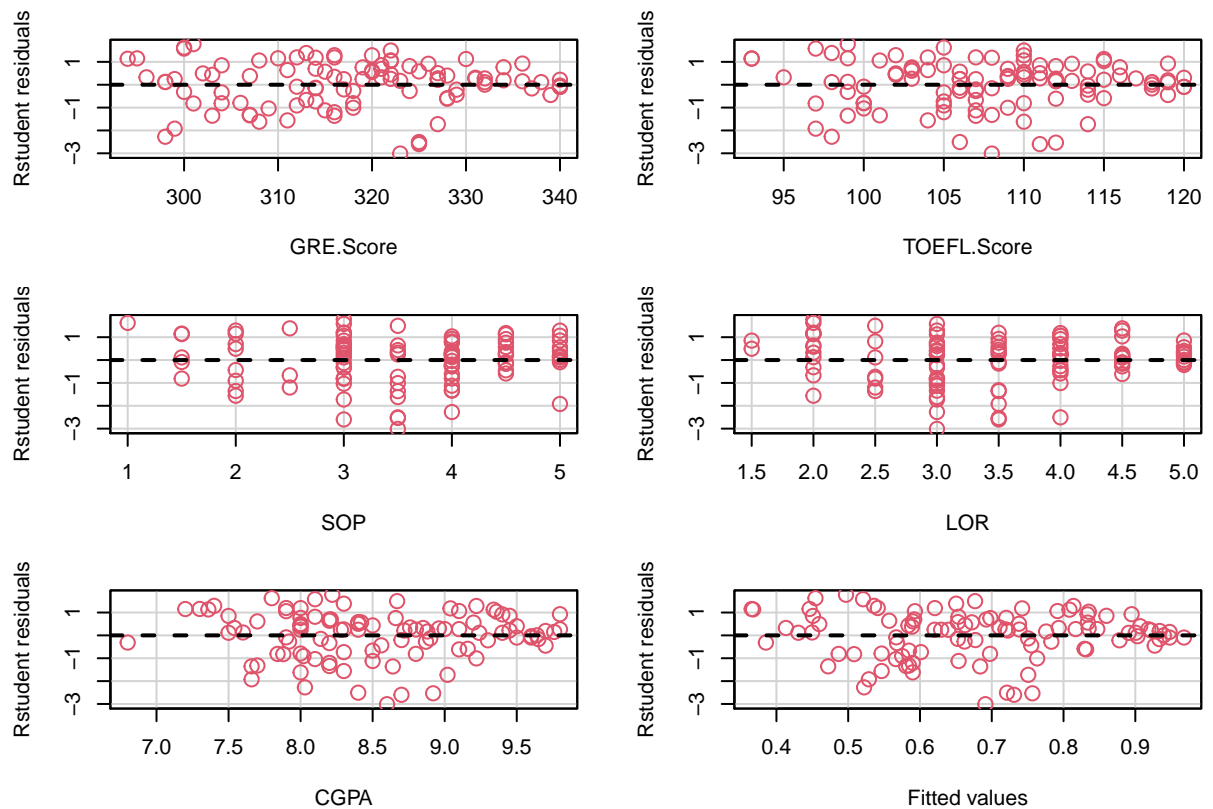 Rstudent residuals
1
−1
−3
300 310 320 330 340
GRE.Score
Rstudent residuals
1
−1
−3
95 100 105 110 115 120
TOEFL.Score
Rstudent residuals
1
−1
−3
1 2 3 4 5
SOP
Rstudent residuals
1
−1
−3
1.5 2.0 2.5 3.0 3.5 4.0 4.5 5.0
LOR
Rstudent residuals
1
−1
−3
7.0 7.5 8.0 8.5 9.0 9.5
CGPA
Rstudent residuals
1
−1
−3
0.4 0.5 0.6 0.7 0.8 0.9
Fitted values